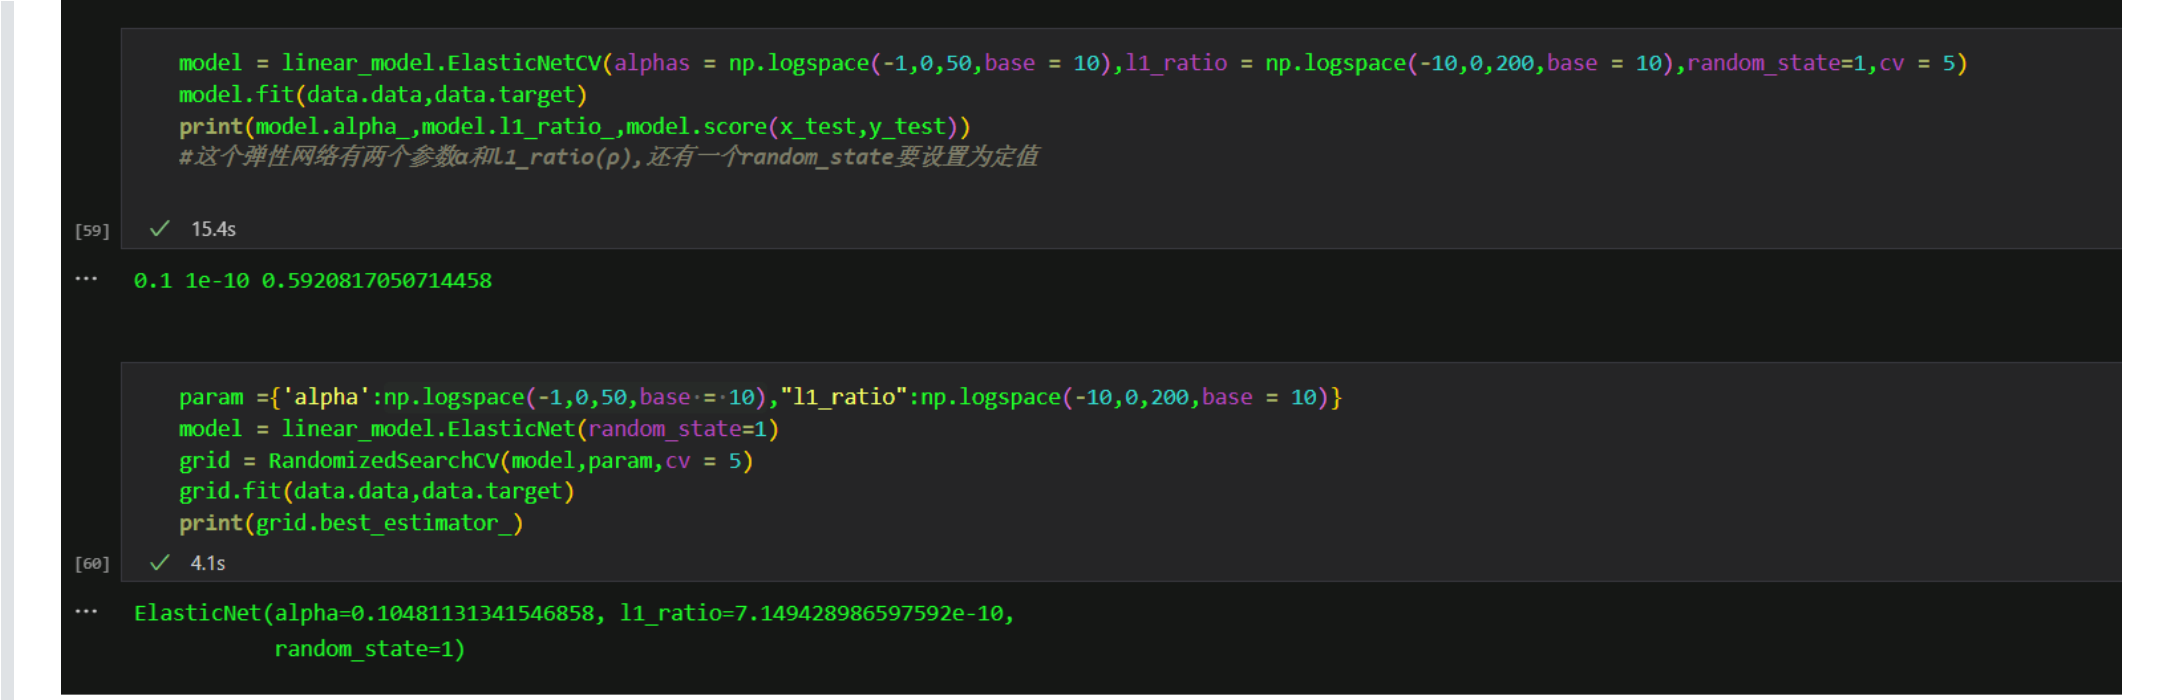 model = linear_model.ElasticNetCV(alphas = np.logspace(-1,0,50,base = 10),l1_ratio = np.logspace(-10,0,200,base = 10),random_state=1,cv = 5)
model.fit(data.data,data.target)
print(model.alpha_,model.l1_ratio_,model.score(x_test,y_test))
#这个弹性网络有两个参数α和l1_ratio(ρ),还有一个random_state要设置为定值
[59] ✓ 15.4s
... 0.1 1e-10 0.5920817050714458
param ={'alpha':np.logspace(-1,0,50,base = 10),"l1_ratio":np.logspace(-10,0,200,base = 10)}
model = linear_model.ElasticNet(random_state=1)
grid = RandomizedSearchCV(model,param,cv = 5)
grid.fit(data.data,data.target)
print(grid.best_estimator_)
[60] ✓ 4.1s
... ElasticNet(alpha=0.10481131341546858, l1_ratio=7.149428986597592e-10,
random_state=1)